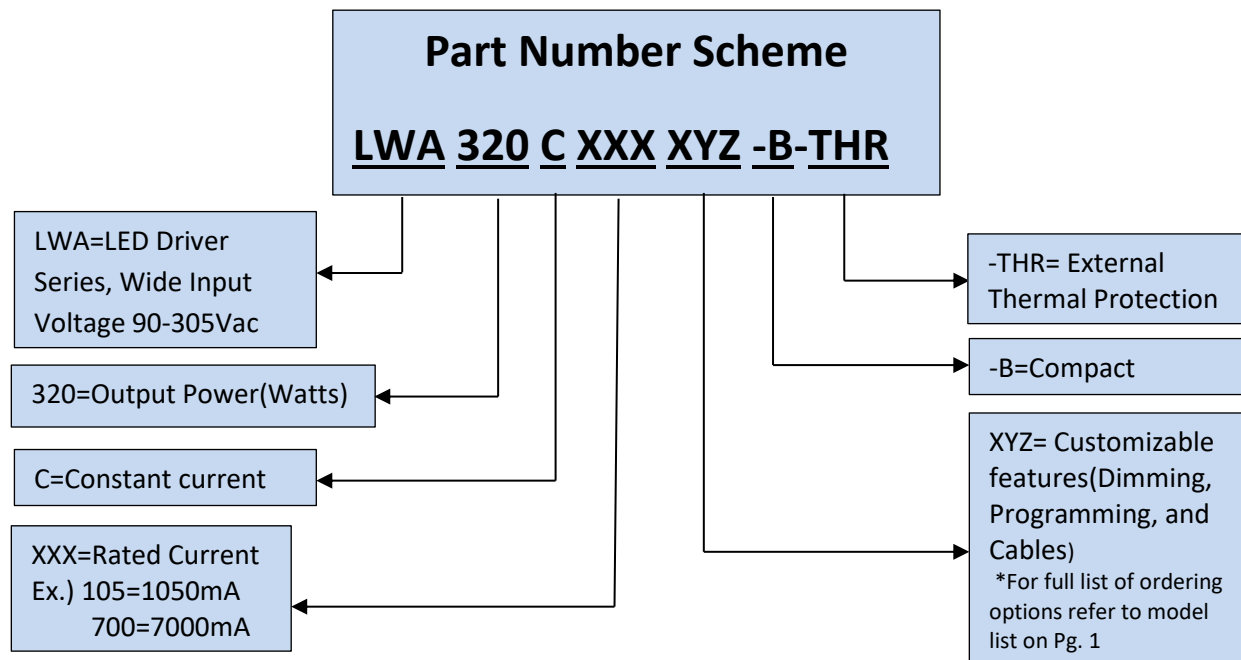 Part Number Scheme
LWA 320 C XXX XYZ -B-THR
LWA=LED Driver
Series, Wide Input
Voltage 90-305Vac
320=Output Power(Watts)
C=Constant current
XXX=Rated Current
Ex.) 105=1050mA
700=7000mA
-THR= External
Thermal Protection
-B=Compact
XYZ= Customizable
features(Dimming,
Programming, and
Cables)
*For full list of ordering
options refer to model
list on Pg. 1